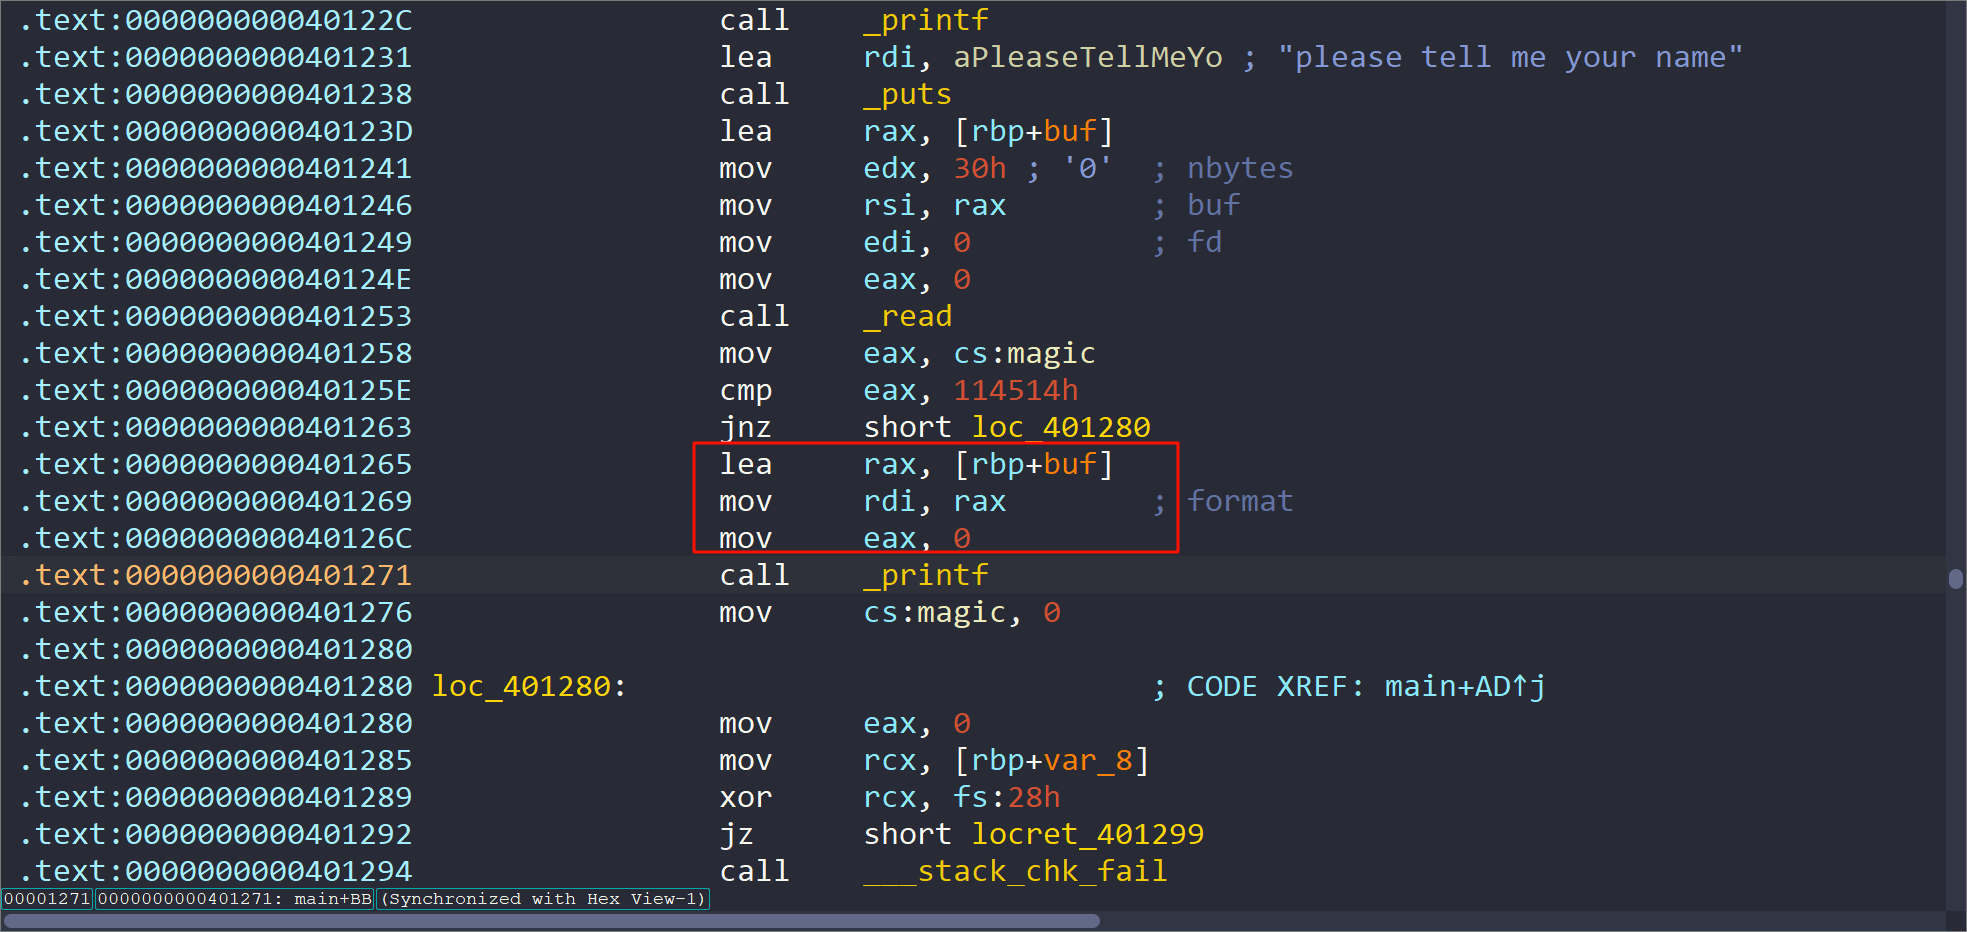 .text:000000000040122C call _printf
.text:0000000000401231 lea rdi, aPleaseTellMeYo ; "please tell me your name"
.text:0000000000401238 call _puts
.text:000000000040123D lea rax, [rbp+buf]
.text:0000000000401241 mov edx, 30h ; '0' ; nbytes
.text:0000000000401246 mov rsi, rax ; buf
.text:0000000000401249 mov edi, 0 ; fd
.text:000000000040124E mov eax, 0
.text:0000000000401253 call _read
.text:0000000000401258 mov eax, cs:magic
.text:000000000040125E cmp eax, 114514h
.text:0000000000401263 jnz short loc_401280
.text:0000000000401265 lea rax, [rbp+buf]
.text:0000000000401269 mov rdi, rax ; format
.text:000000000040126C mov eax, 0
.text:0000000000401271 call _printf
.text:0000000000401276 mov cs:magic, 0
.text:0000000000401280
.text:0000000000401280 loc_401280: ; CODE XREF: main+AD↑j
.text:0000000000401280 mov eax, 0
.text:0000000000401285 mov rcx, [rbp+var_8]
.text:0000000000401289 xor rcx, fs:28h
.text:0000000000401292 jz short locret_401299
.text:0000000000401294 call ___stack_chk_fail
00001271 0000000000401271: main+BB (Synchronized with Hex View-1)